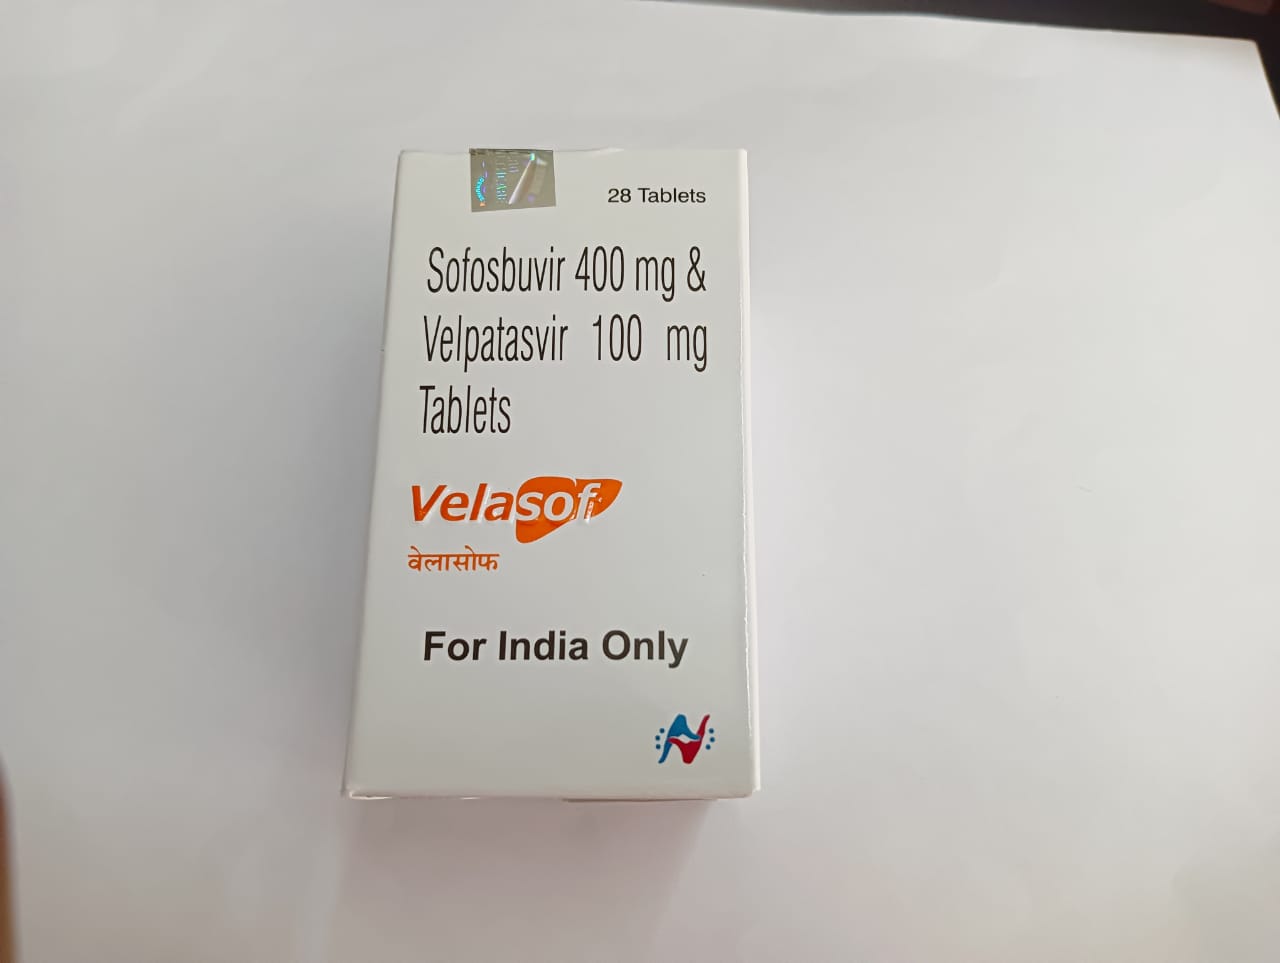 28 Tablets
Sofosbuvir 400 mg &
Velpatasvir 100 mg
Tablets
Velasof
वेलासोफ
For India Only